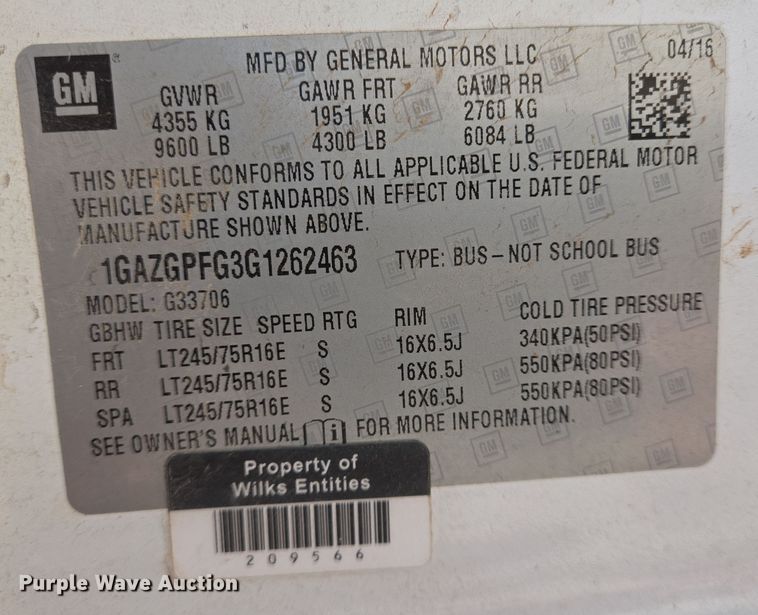 GM
MFD BY GENERAL MOTORS LLC
04/16
GVWR GAWR FRT GAWR RR
4355 KG 1951 KG 2760 KG
9600 LB 4300 LB 6084 LB
THIS VEHICLE CONFORMS TO ALL APPLICABLE U.S. FEDERAL MOTOR
VEHICLE SAFETY STANDARDS IN EFFECT ON THE DATE OF
MANUFACTURE SHOWN ABOVE.
1GAZGPFG3G1262463 TYPE: BUS – NOT SCHOOL BUS
MODEL: G33706
GBHW TIRE SIZE SPEED RTG RIM COLD TIRE PRESSURE
FRT LT245/75R16E S 16X6.5J 340KPA(50PSI)
RR LT245/75R16E S 16X6.5J 550KPA(80PSI)
SPA LT245/75R16E S 16X6.5J 550KPA(80PSI)
SEE OWNER'S MANUAL i FOR MORE INFORMATION.
Property of
Wilks Entities
209566
Purple Wave Auction